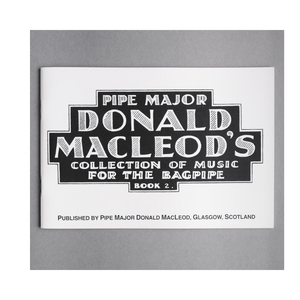 PIPE MAJOR
DONALD
MACLEOD'S
COLLECTION OF MUSIC
FOR THE BAGPIPE
BOOK 2.
PUBLISHED BY PIPE MAJOR DONALD MACLEOD, GLASGOW, SCOTLAND